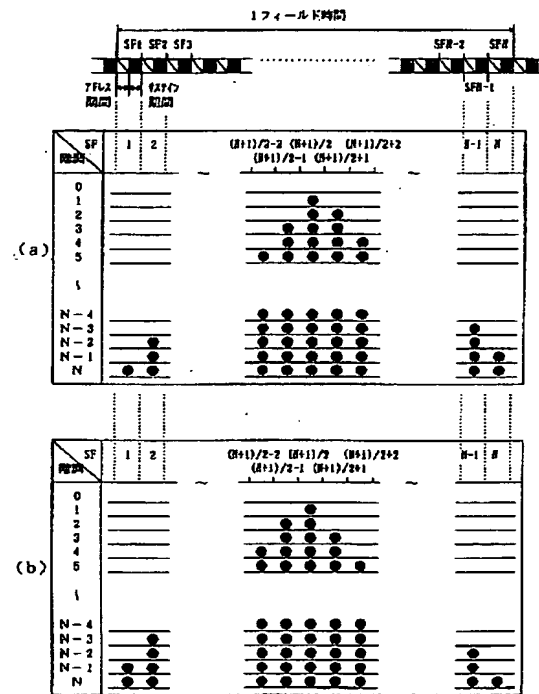 1フィールド時間
SF1 SF2 SF3 SFN-2 SFN
アドレス期間 サステイン期間 SFN-1
(a)
SF 1 2 (N+1)/2-2 (N+1)/2 (N+1)/2+2 N-1 N
階調 (N+1)/2-1 (N+1)/2+1
0
1
2
3
4
5
N-4
N-3
N-2
N-1
N
(b)
SF 1 2 (N+1)/2-2 (N+1)/2 (N+1)/2+2 N-1 N
階調 (N+1)/2-1 (N+1)/2+1
0
1
2
3
4
5
N-4
N-3
N-2
N-1
N